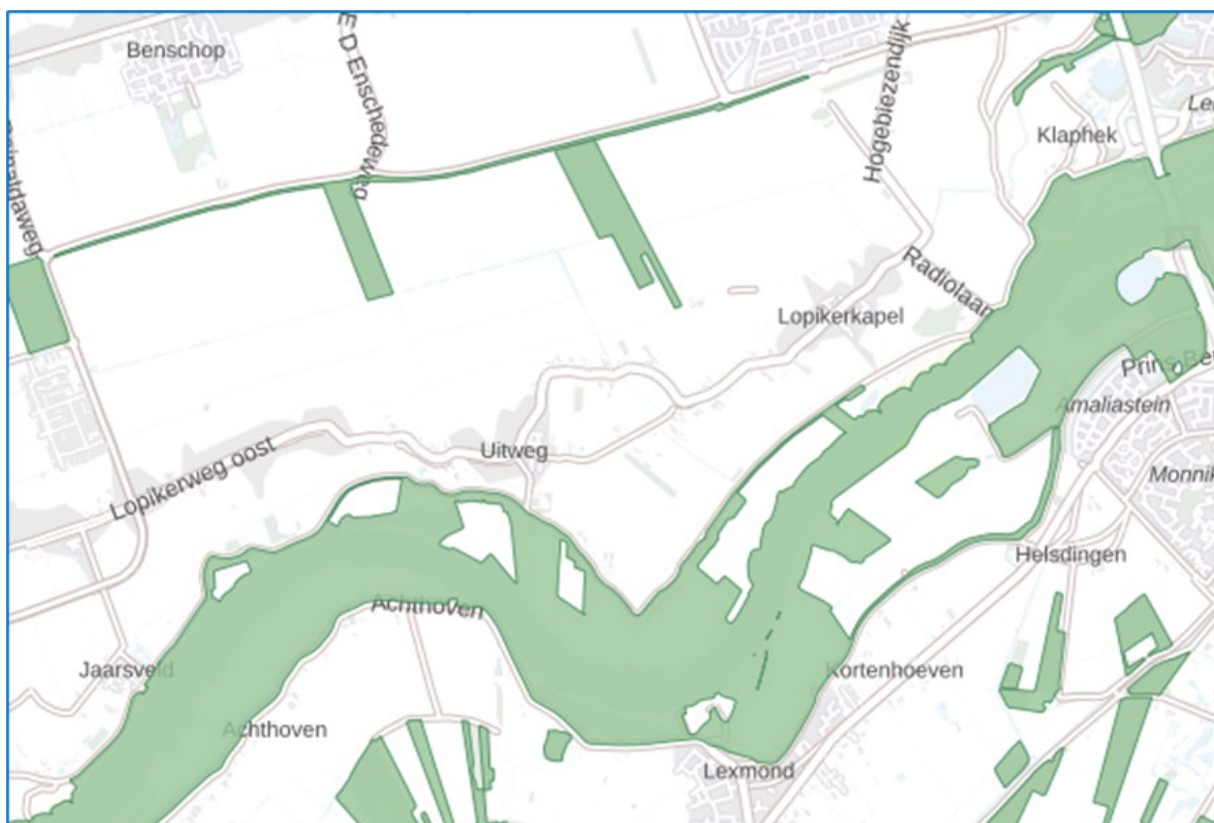 Benschop
E D Enschedeweg
Hogebiezendijk
Klaphek
Radiolaan
Lopikerkapel
Amaliastein
Uitweg
Lopikerweg oost
Helsdingen
Achthoven
Jaarsveld
Kortenhoeven
Achthoven
Lexmond